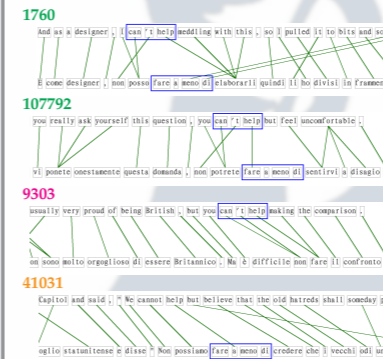 1760
And as a designer , I can 't help meddling with this , so I pulled it to bits and so
E come designer , non posso fare a meno di elaborarli quindi li ho divisi in frammen
107792
you really ask yourself this question , you can 't help but feel uncomfortable .
vi ponete onestamente questa domanda , non potrete fare a meno di sentirvi a disagio
9303
usually very proud of being British , but you can 't help making the comparison .
on sono molto orgoglioso di essere Britannico . Ma è difficile non fare il confronto
41031
Capitol and said , " We cannot help but believe that the old hatreds shall someday p
oglio statunitense e disse " Non possiamo fare a meno di credere che i vecchi odi un